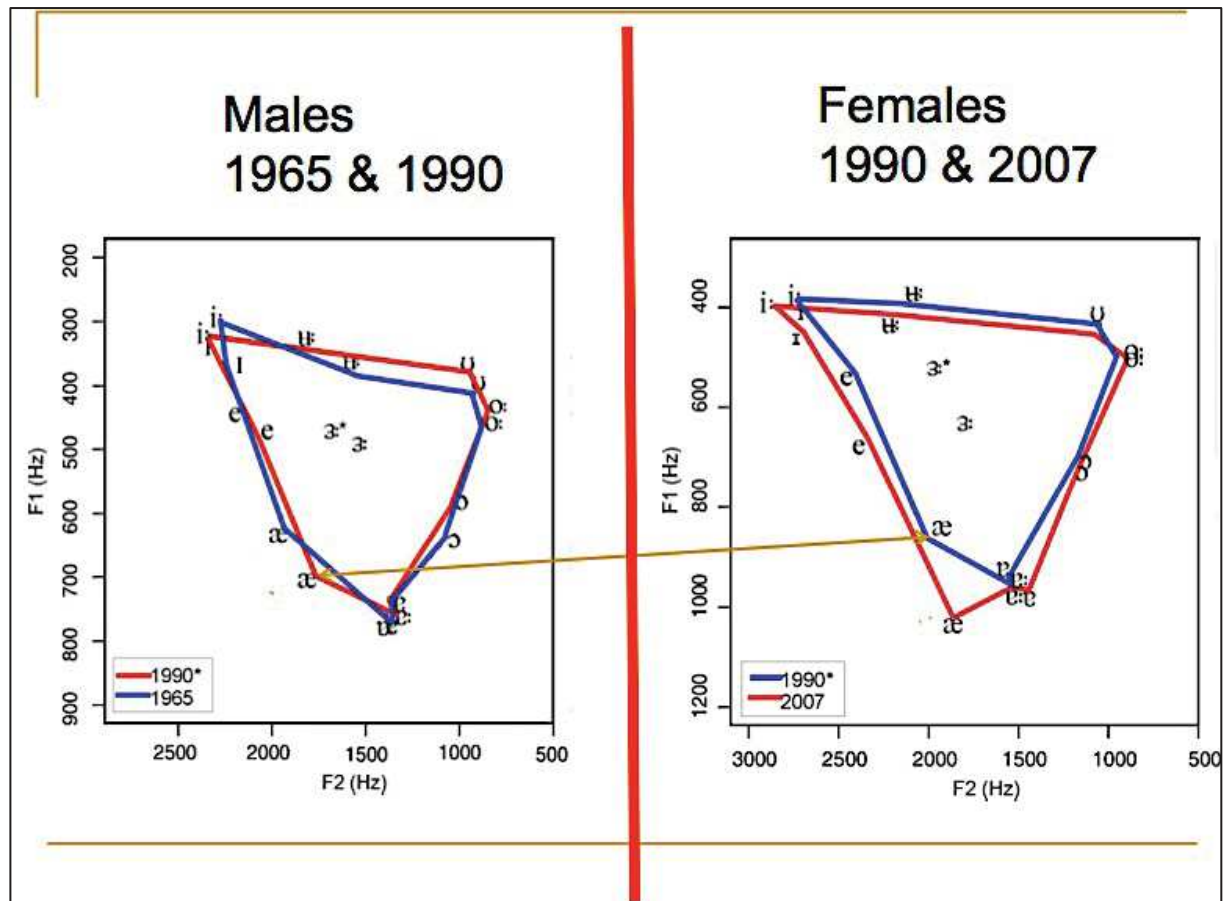 Males
1965 & 1990
Females
1990 & 2007
200
300
400
500
600
700
800
900
F1 (Hz)
i:
i:
ɪ
ʉ:
ʉ:
ʊ
ʊ
o:
o:
e
e
ɜ:*
ɜ:
ɔ
ɔ
æ
æ
ɐ
ɐ:
1990*
1965
2500
2000
1500
1000
500
F2 (Hz)
400
600
800
1000
1200
F1 (Hz)
i:
i:
ɪ
ʉ:
ʉ:
ʊ
o:
o:
e
e
ɜ:*
ɜ:
ɔ
ɔ
æ
æ
ɐ
ɐ:
ɐ:
ɐ
1990*
2007
3000
2500
2000
1500
1000
500
F2 (Hz)